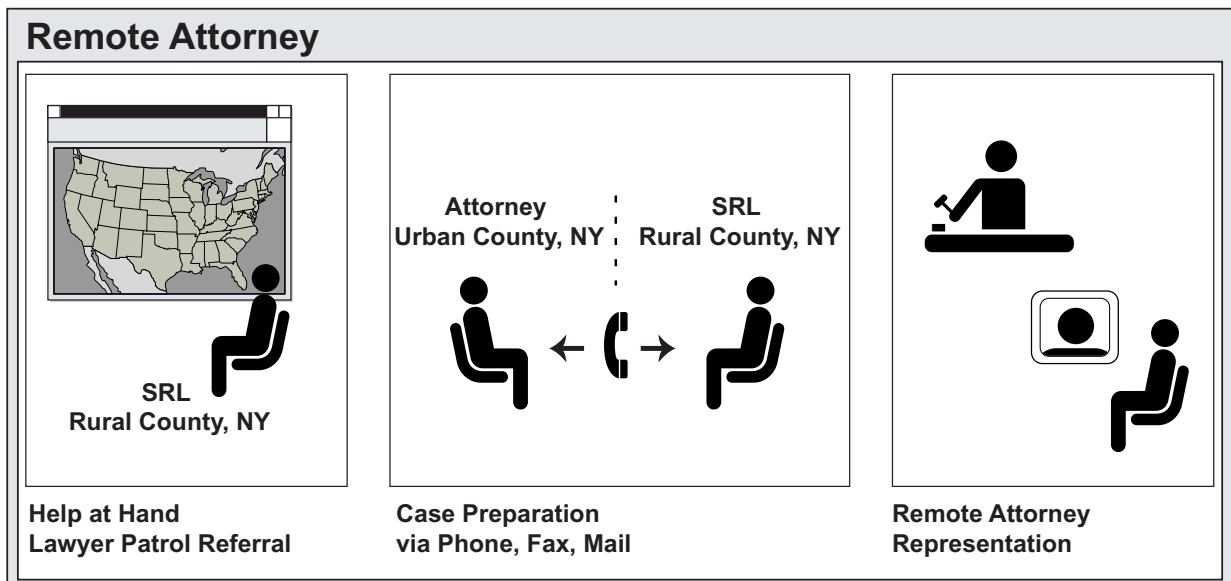 Remote Attorney
SRL
Rural County, NY
Help at Hand
Lawyer Patrol Referral
Attorney
Urban County, NY
SRL
Rural County, NY
Case Preparation
via Phone, Fax, Mail
Remote Attorney
Representation